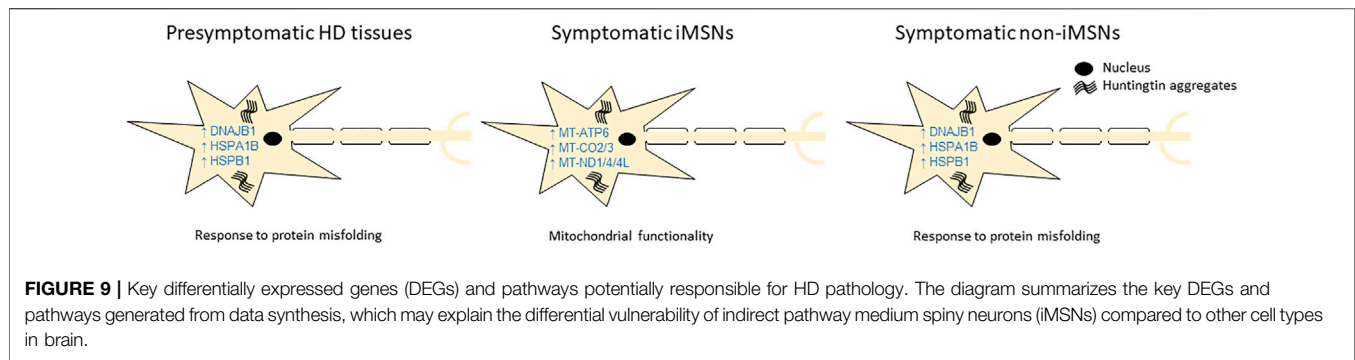 Presymptomatic HD tissues
Symptomatic iMSNs
Symptomatic non-iMSNs
Nucleus
Huntingtin aggregates
↑ DNAJB1
↑ HSPA1B
↑ HSPB1
↑ MT-ATP6
↑ MT-CO2/3
↑ MT-ND1/4/4L
↑ DNAJB1
↑ HSPA1B
↑ HSPB1
Response to protein misfolding
Mitochondrial functionality
Response to protein misfolding
FIGURE 9 | Key differentially expressed genes (DEGs) and pathways potentially responsible for HD pathology. The diagram summarizes the key DEGs and
pathways generated from data synthesis, which may explain the differential vulnerability of indirect pathway medium spiny neurons (iMSNs) compared to other cell types
in brain.